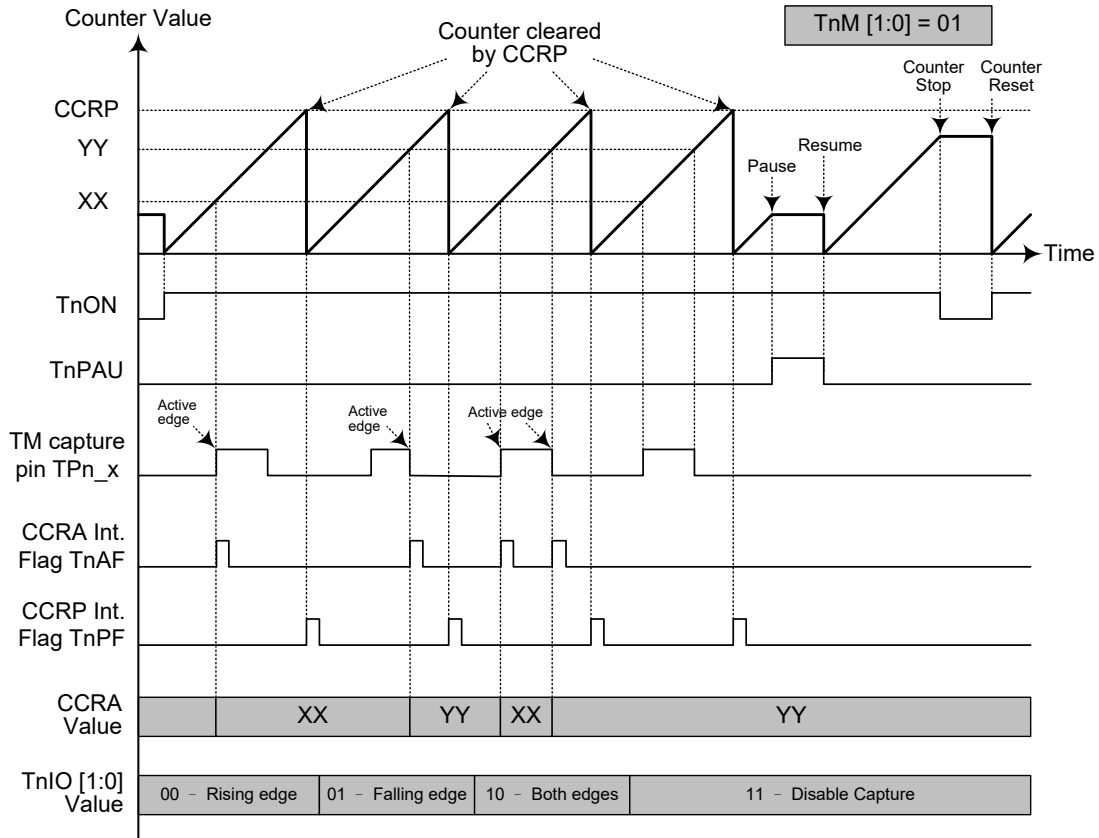 Counter Value
TnM [1:0] = 01
Counter cleared
by CCRP
Counter
Stop
Counter
Reset
CCRP
YY
XX
Pause
Resume
Time
TnON
TnPAU
Active
edge
Active
edge
Active edge
TM capture
pin TPn_x
CCRA Int.
Flag TnAF
CCRP Int.
Flag TnPF
CCRA
Value
XX
YY
XX
YY
TnIO [1:0]
Value
00 – Rising edge
01 – Falling edge
10 – Both edges
11 – Disable Capture